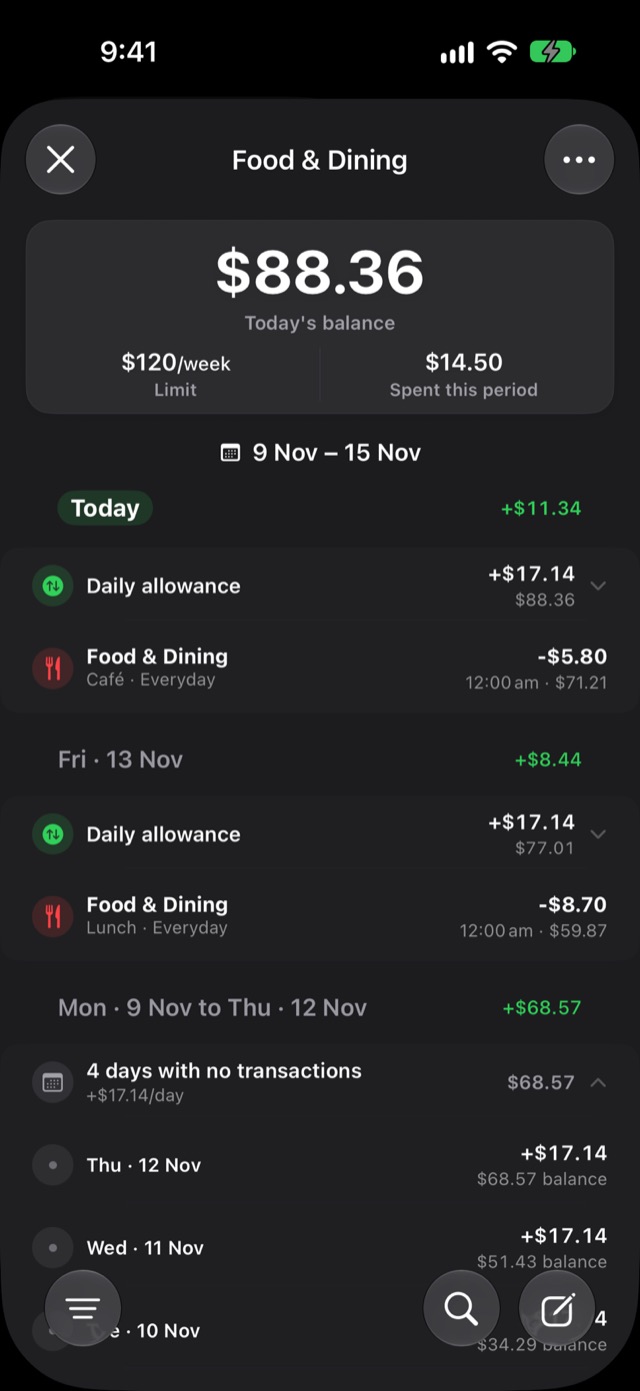 9:41
Food & Dining
$88.36
Today's balance
$120/week
Limit
$14.50
Spent this period
9 Nov – 15 Nov
Today
+$11.34
Daily allowance
+$17.14
$88.36
Food & Dining
-$5.80
Café · Everyday
12:00 am · $71.21
Fri · 13 Nov
+$8.44
Daily allowance
+$17.14
$77.01
Food & Dining
-$8.70
Lunch · Everyday
12:00 am · $59.87
Mon · 9 Nov to Thu · 12 Nov
+$68.57
4 days with no transactions
+$17.14/day
$68.57
Thu · 12 Nov
+$17.14
$68.57 balance
Wed · 11 Nov
+$17.14
$51.43 balance
· 10 Nov
$34.29 balance